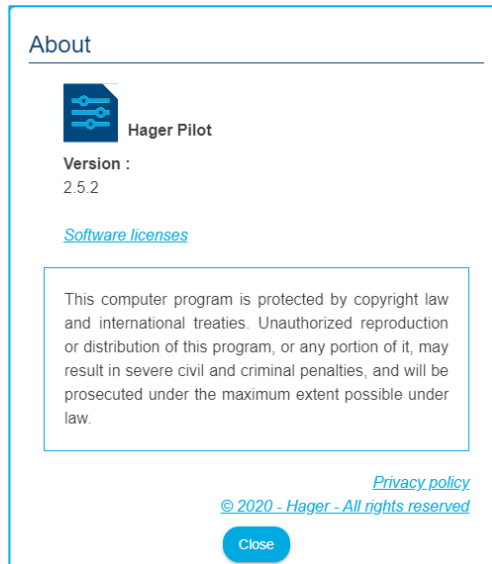 About
Hager Pilot
Version :
2.5.2
Software licenses
This computer program is protected by copyright law
and international treaties. Unauthorized reproduction
or distribution of this program, or any portion of it, may
result in severe civil and criminal penalties, and will be
prosecuted under the maximum extent possible under
law.
Privacy policy
© 2020 - Hager - All rights reserved
Close